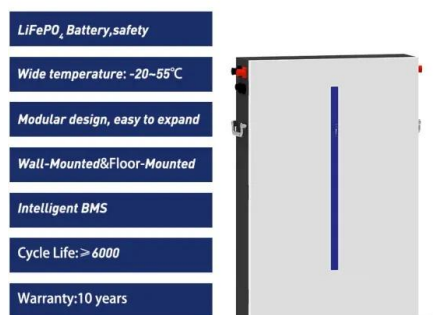 LiFePO₄ Battery,safety
Wide temperature: -20~55℃
Modular design, easy to expand
Wall-Mounted&Floor-Mounted
Intelligent BMS
Cycle Life:≥6000
Warranty:10 years